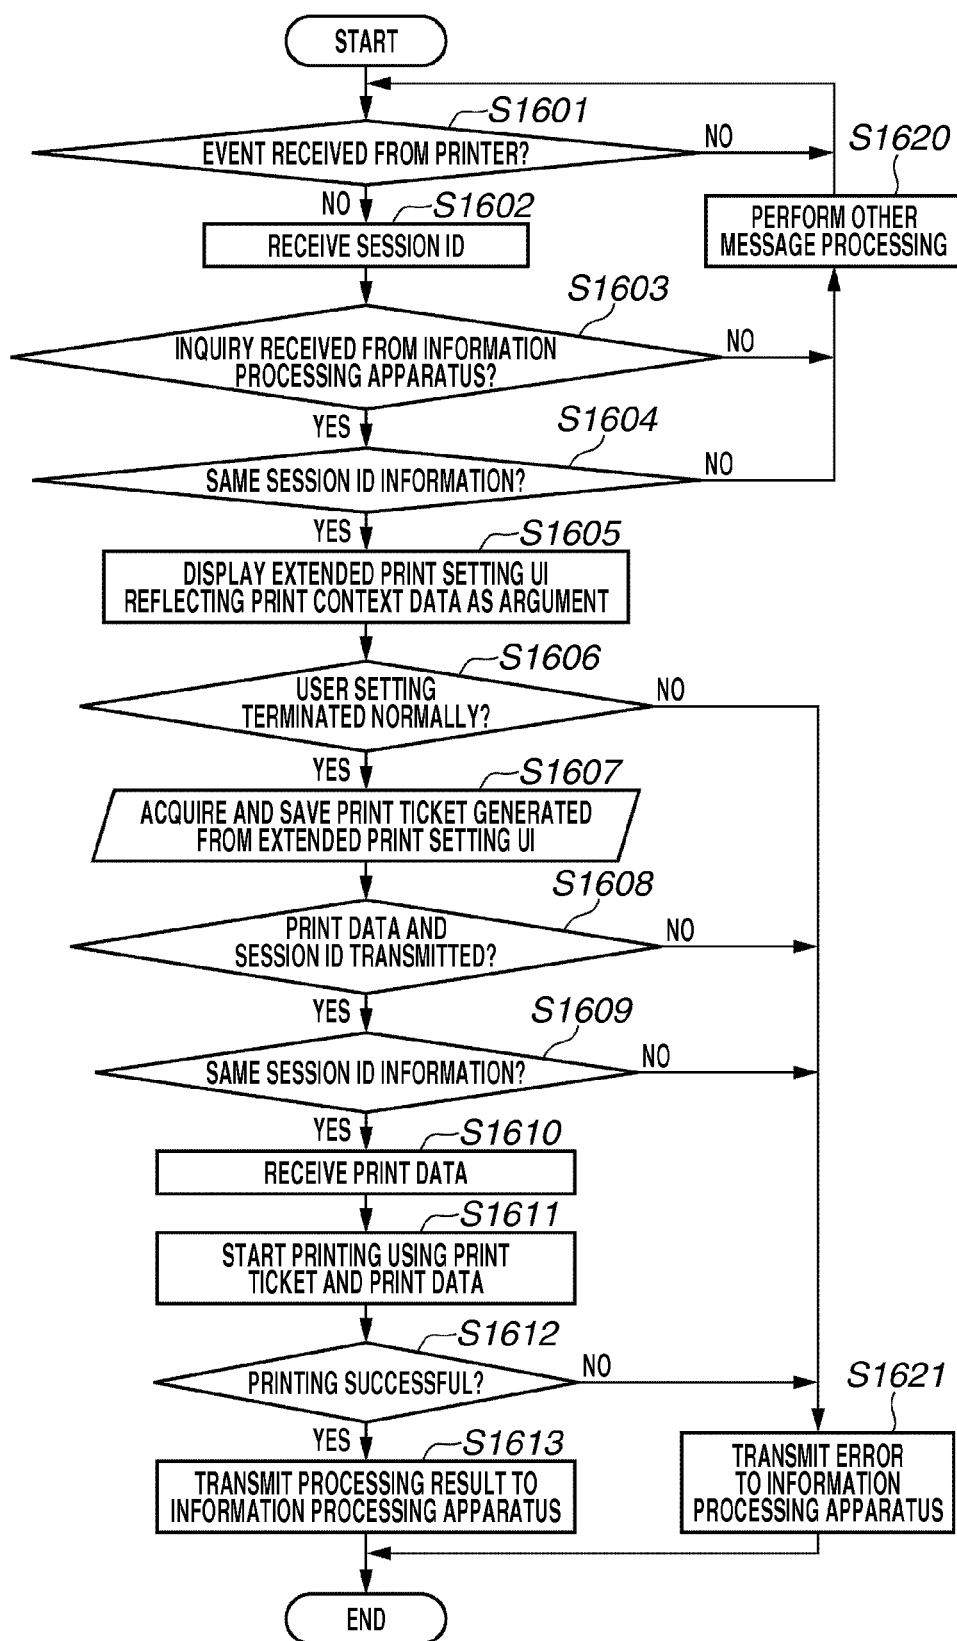 START
S1601
EVENT RECEIVED FROM PRINTER?
NO
S1620
PERFORM OTHER
MESSAGE PROCESSING
NO
S1602
RECEIVE SESSION ID
S1603
INQUIRY RECEIVED FROM INFORMATION
PROCESSING APPARATUS?
NO
YES
S1604
SAME SESSION ID INFORMATION?
NO
YES
S1605
DISPLAY EXTENDED PRINT SETTING UI
REFLECTING PRINT CONTEXT DATA AS ARGUMENT
S1606
USER SETTING
TERMINATED NORMALLY?
NO
YES
S1607
ACQUIRE AND SAVE PRINT TICKET GENERATED
FROM EXTENDED PRINT SETTING UI
S1608
PRINT DATA AND
SESSION ID TRANSMITTED?
NO
YES
S1609
SAME SESSION ID INFORMATION?
NO
YES
S1610
RECEIVE PRINT DATA
S1611
START PRINTING USING PRINT
TICKET AND PRINT DATA
S1612
PRINTING SUCCESSFUL?
NO
YES
S1613
TRANSMIT PROCESSING RESULT TO
INFORMATION PROCESSING APPARATUS
S1621
TRANSMIT ERROR
TO INFORMATION
PROCESSING APPARATUS
END